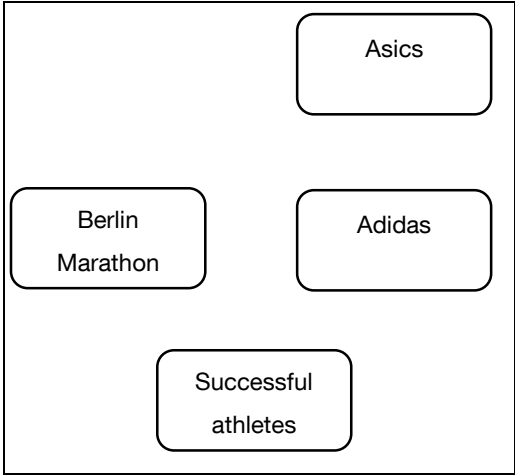 Asics
Berlin
Marathon
Adidas
Successful
athletes